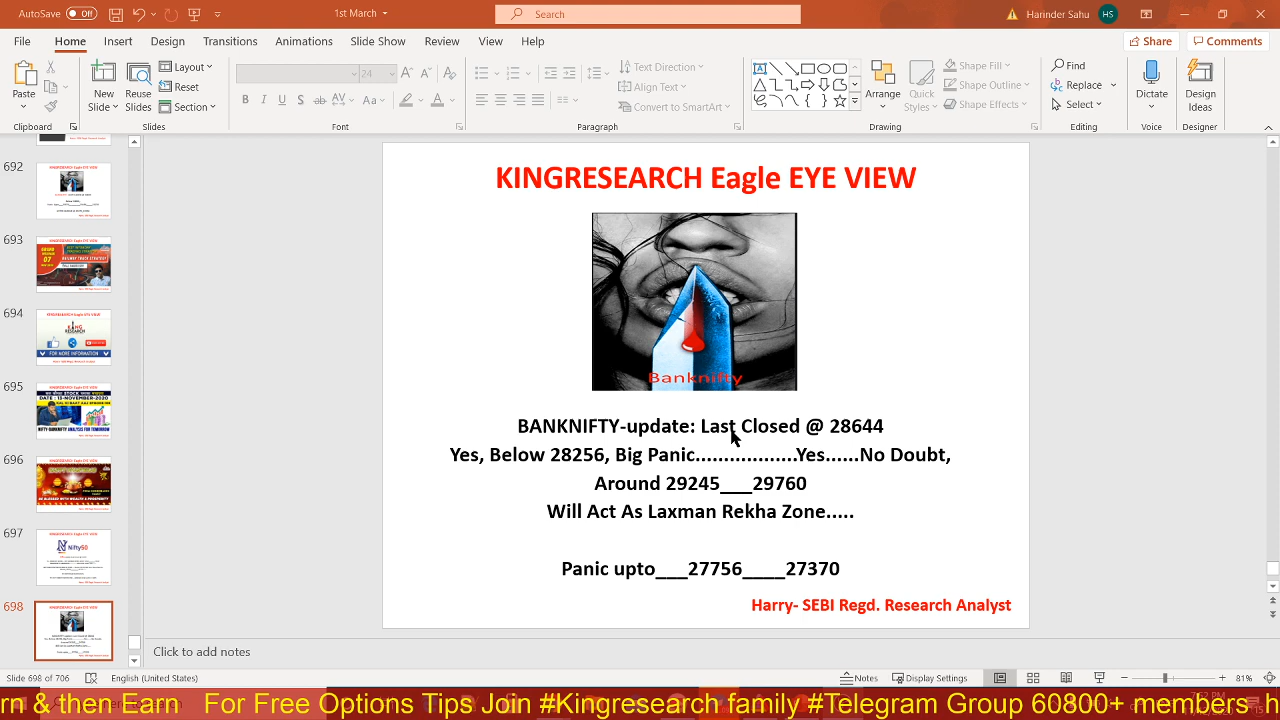 Off
1st March
Search
HS
File Home Insert Design Transitions Animations Slide Show Review View Help
Share Comments
Paste
New Slide
Reuse Slides
Layout
Reset
Section
24
Text Direction
Align Text
Convert to SmartArt
Arrange
Quick Styles
Shape Fill
Shape Outline
Shape Effects
Find
Replace
Select
Dictate
Design Ideas
Clipboard Slides Font Paragraph Drawing Editing Voice Designer
692
693
694
695
696
697
698
KINGRESEARCH Eagle EYE VIEW
Banknifty
BANKNIFTY-update: Last Closed @ 28644
Yes, Below 28256, Big Panic.................Yes......No Doubt,
Around 29245___29760
Will Act As Laxman Rekha Zone.....
Panic upto___27756____27370
Harry- SEBI Regd. Research Analyst
Click to add
Slide 698 of 706 English (United States) Notes Display Settings 81%
rn & then Earn For Free Options Tips Join #Kingresearch family #Telegram Group 60800+ members